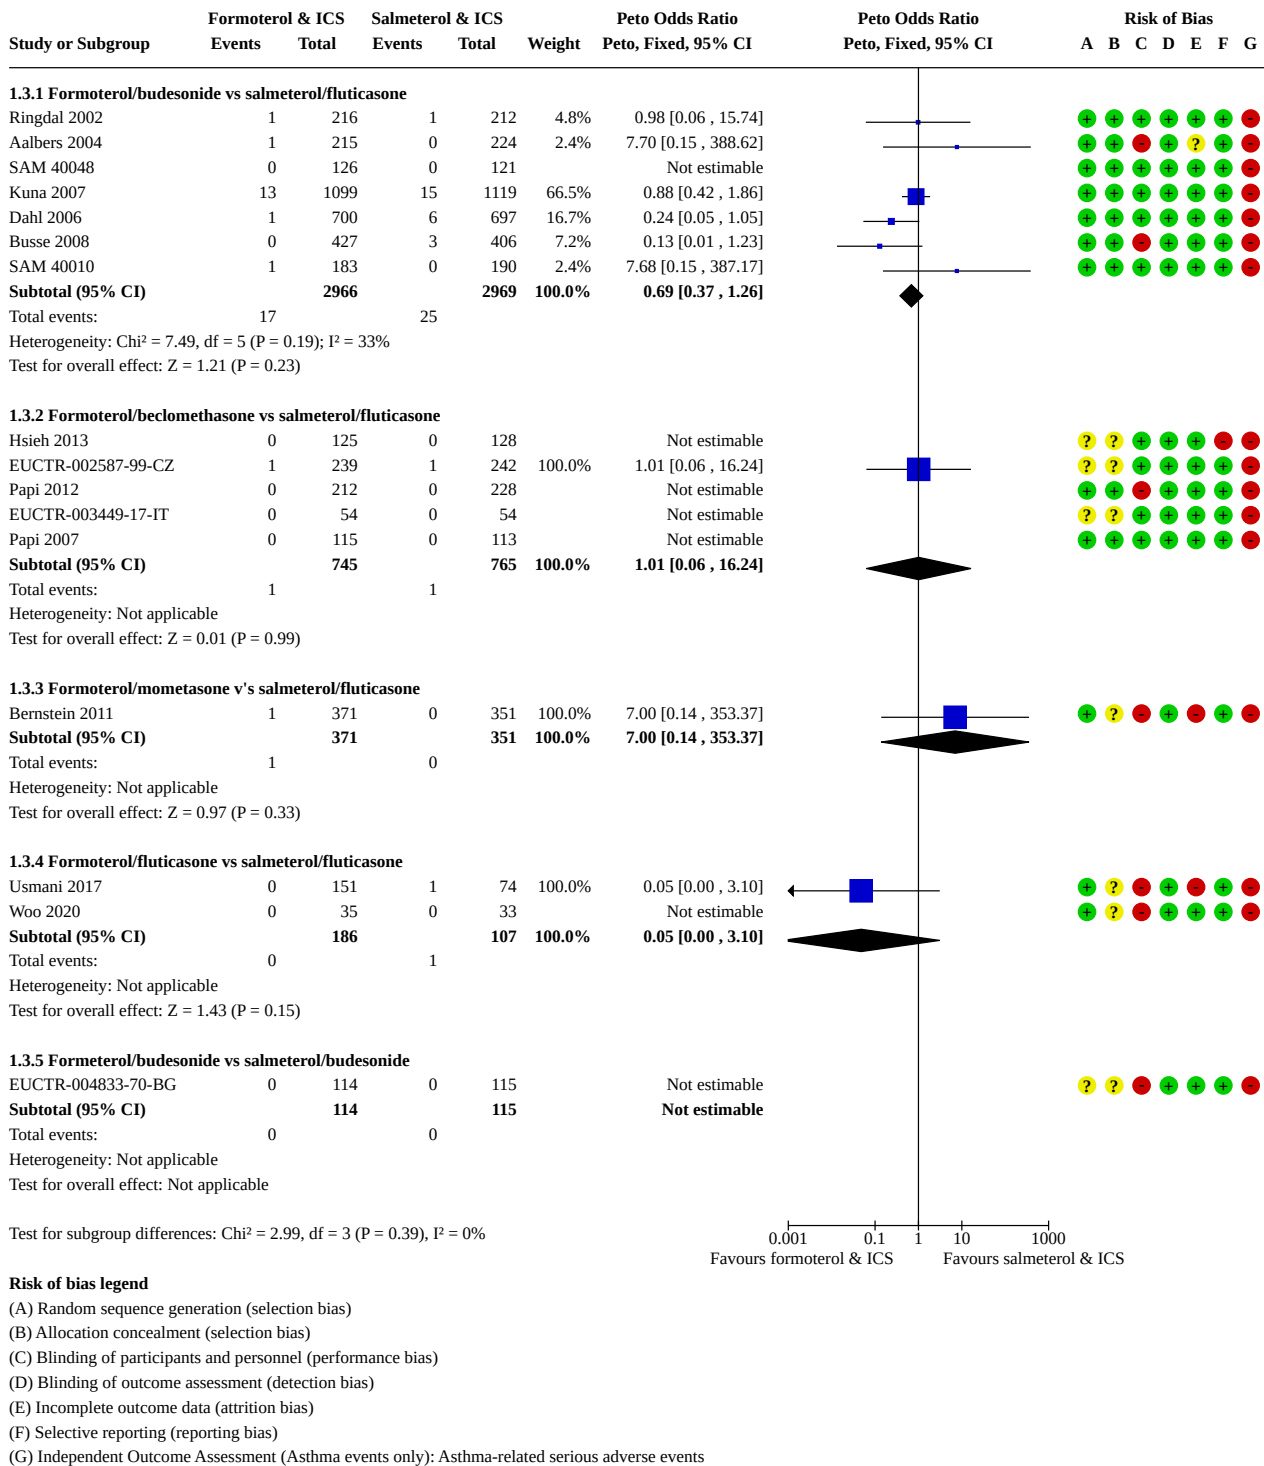 Formoterol & ICS Salmeterol & ICS Peto Odds Ratio Peto Odds Ratio Risk of Bias
Study or Subgroup Events Total Events Total Weight Peto, Fixed, 95% CI Peto, Fixed, 95% CI A B C D E F G
1.3.1 Formoterol/budesonide vs salmeterol/fluticasone
Ringdal 2002 1 216 1 212 4.8% 0.98 [0.06 , 15.74] + + + + + + -
Aalbers 2004 1 215 0 224 2.4% 7.70 [0.15 , 388.62] + + - + ? + -
SAM 40048 0 126 0 121 Not estimable + + + + + + -
Kuna 2007 13 1099 15 1119 66.5% 0.88 [0.42 , 1.86] + + + + + + -
Dahl 2006 1 700 6 697 16.7% 0.24 [0.05 , 1.05] + + + + + + -
Busse 2008 0 427 3 406 7.2% 0.13 [0.01 , 1.23] + + - + + + -
SAM 40010 1 183 0 190 2.4% 7.68 [0.15 , 387.17] + + + + + + -
Subtotal (95% CI) 2966 2969 100.0% 0.69 [0.37 , 1.26]
Total events: 17 25
Heterogeneity: Chi² = 7.49, df = 5 (P = 0.19); I² = 33%
Test for overall effect: Z = 1.21 (P = 0.23)
1.3.2 Formoterol/beclomethasone vs salmeterol/fluticasone
Hsieh 2013 0 125 0 128 Not estimable ? ? + + + - -
EUCTR-002587-99-CZ 1 239 1 242 100.0% 1.01 [0.06 , 16.24] ? ? + + + + -
Papi 2012 0 212 0 228 Not estimable + + - + + + -
EUCTR-003449-17-IT 0 54 0 54 Not estimable ? ? + + + + -
Papi 2007 0 115 0 113 Not estimable + + + + + + -
Subtotal (95% CI) 745 765 100.0% 1.01 [0.06 , 16.24]
Total events: 1 1
Heterogeneity: Not applicable
Test for overall effect: Z = 0.01 (P = 0.99)
1.3.3 Formoterol/mometasone v's salmeterol/fluticasone
Bernstein 2011 1 371 0 351 100.0% 7.00 [0.14 , 353.37] + ? - + - + -
Subtotal (95% CI) 371 351 100.0% 7.00 [0.14 , 353.37]
Total events: 1 0
Heterogeneity: Not applicable
Test for overall effect: Z = 0.97 (P = 0.33)
1.3.4 Formoterol/fluticasone vs salmeterol/fluticasone
Usmani 2017 0 151 1 74 100.0% 0.05 [0.00 , 3.10] + ? - + - + -
Woo 2020 0 35 0 33 Not estimable + ? - + + + -
Subtotal (95% CI) 186 107 100.0% 0.05 [0.00 , 3.10]
Total events: 0 1
Heterogeneity: Not applicable
Test for overall effect: Z = 1.43 (P = 0.15)
1.3.5 Formeterol/budesonide vs salmeterol/budesonide
EUCTR-004833-70-BG 0 114 0 115 Not estimable ? ? - + + + -
Subtotal (95% CI) 114 115 Not estimable
Total events: 0 0
Heterogeneity: Not applicable
Test for overall effect: Not applicable
Test for subgroup differences: Chi² = 2.99, df = 3 (P = 0.39), I² = 0%
0.001 0.1 1 10 1000
Favours formoterol & ICS Favours salmeterol & ICS
Risk of bias legend
(A) Random sequence generation (selection bias)
(B) Allocation concealment (selection bias)
(C) Blinding of participants and personnel (performance bias)
(D) Blinding of outcome assessment (detection bias)
(E) Incomplete outcome data (attrition bias)
(F) Selective reporting (reporting bias)
(G) Independent Outcome Assessment (Asthma events only): Asthma-related serious adverse events